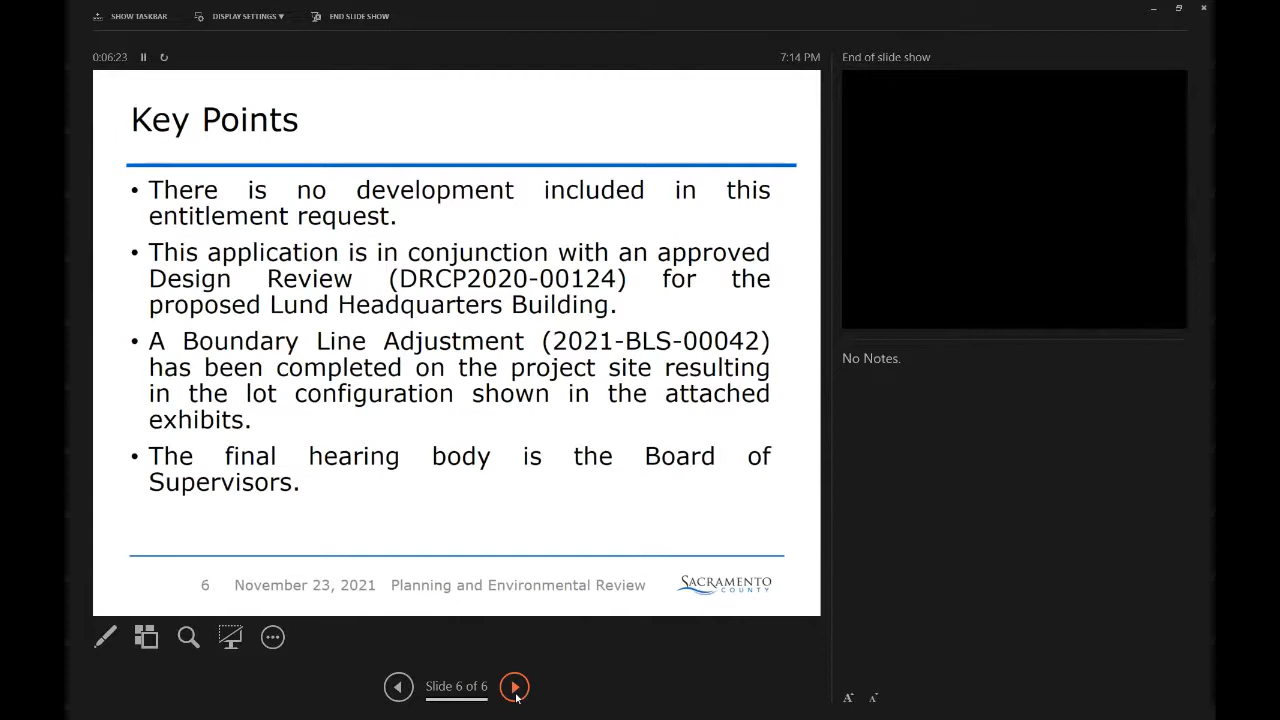 SHOW TASKBAR DISPLAY SETTINGS ▼ END SLIDE SHOW
0:06:23 7:14 PM End of slide show
Key Points
• There is no development included in this
entitlement request.
• This application is in conjunction with an approved
Design Review (DRCP2020-00124) for the
proposed Lund Headquarters Building.
• A Boundary Line Adjustment (2021-BLS-00042)
has been completed on the project site resulting
in the lot configuration shown in the attached
exhibits.
• The final hearing body is the Board of
Supervisors.
6 November 23, 2021 Planning and Environmental Review
SACRAMENTO
COUNTY
No Notes.
Slide 6 of 6
A A